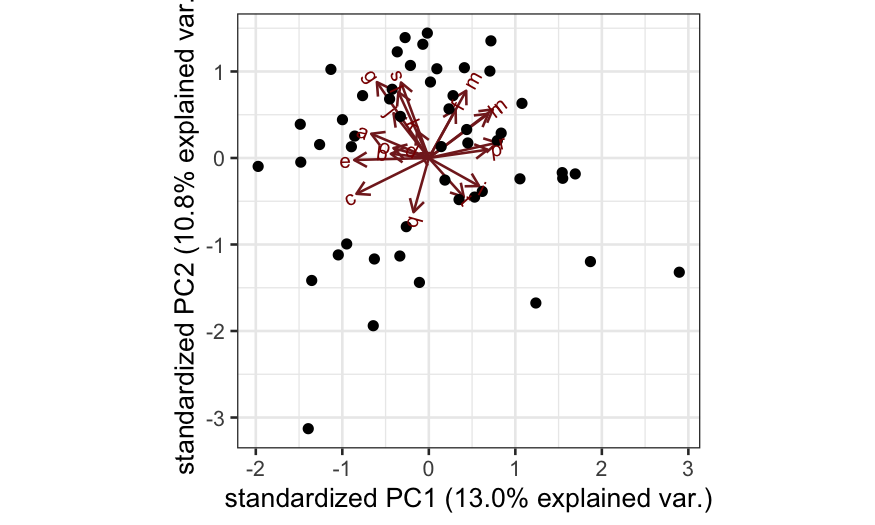 standardized PC2 (10.8% explained var.
1
0
-1
-2
-3
g
s
m
n
a
e
c
b
p
-2
-1
0
1
2
3
standardized PC1 (13.0% explained var.)